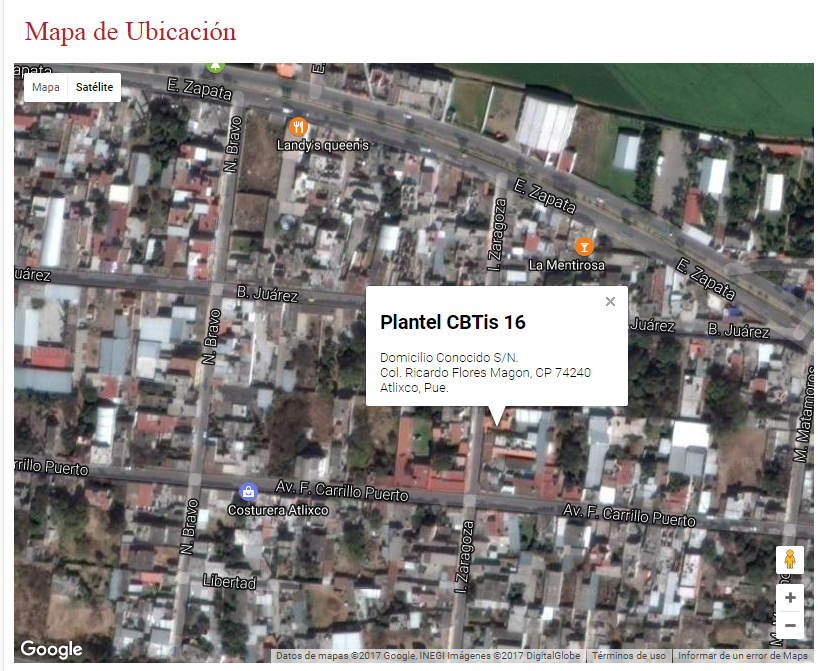 Mapa de Ubicación
Zapata
E.
Mapa Satélite
E. Zapata
N. Bravo
Landy's queen's
E. Zapata
I. Zaragoza
La Mentirosa
E. Zapata
Juárez
B. Juárez
Plantel CBTis 16
Domicilio Conocido S/N.
Col. Ricardo Flores Magon, CP 74240
Atlixco, Pue.
Juárez
B. Juárez
N. Bravo
M. Matamoros
rrillo Puerto
Av. F. Carrillo Puerto
Costurera Atlixco
Av. F. Carrillo Puerto
N. Bravo
I. Zaragoza
Libertad
M.
Google
Datos de mapas ©2017 Google, INEGI Imágenes ©2017 DigitalGlobe Términos de uso Informar de un error de Maps